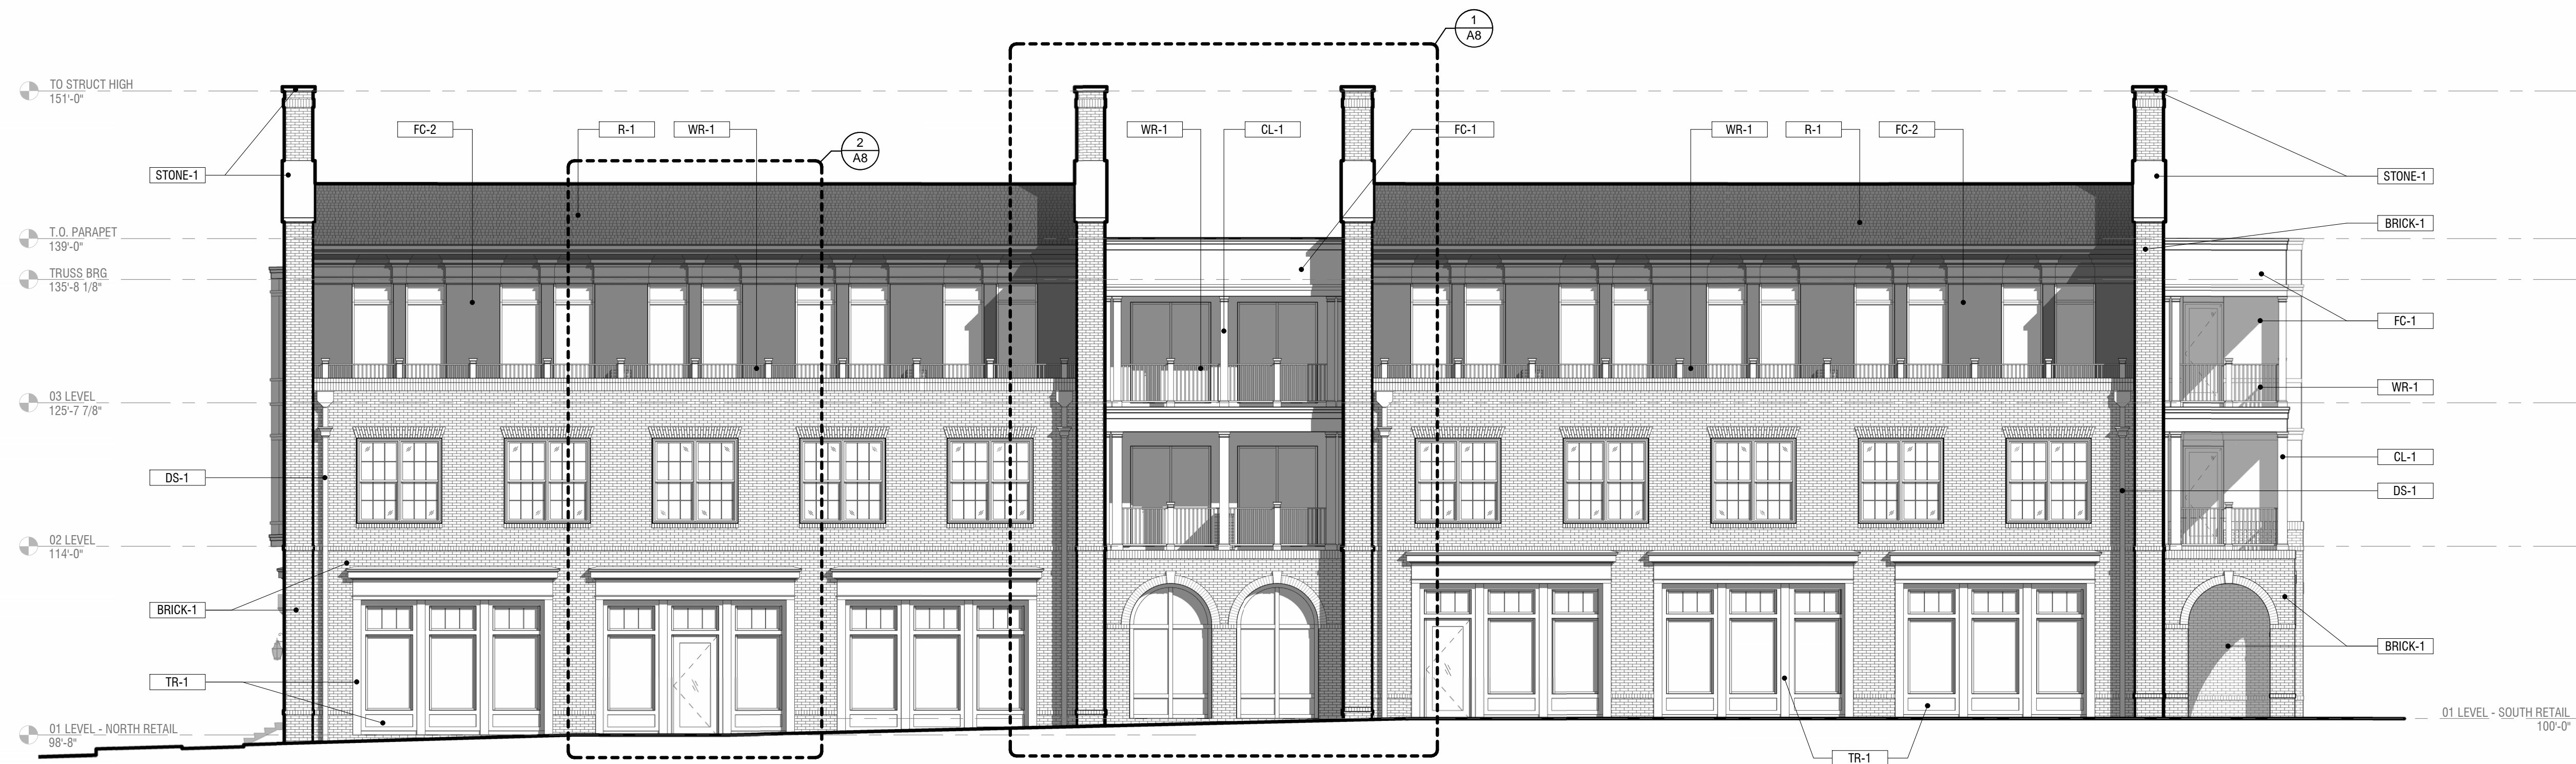 1
A8
TO STRUCT HIGH
151'-0"
FC-2
R-1
WR-1
2
A8
WR-1
CL-1
FC-1
WR-1
R-1
FC-2
STONE-1
STONE-1
T.O. PARAPET
139'-0"
BRICK-1
TRUSS BRG
135'-8 1/8"
FC-1
03 LEVEL
125'-7 7/8"
WR-1
DS-1
CL-1
DS-1
02 LEVEL
114'-0"
BRICK-1
BRICK-1
TR-1
01 LEVEL - NORTH RETAIL
98'-8"
01 LEVEL - SOUTH RETAIL
100'-0"
TR-1